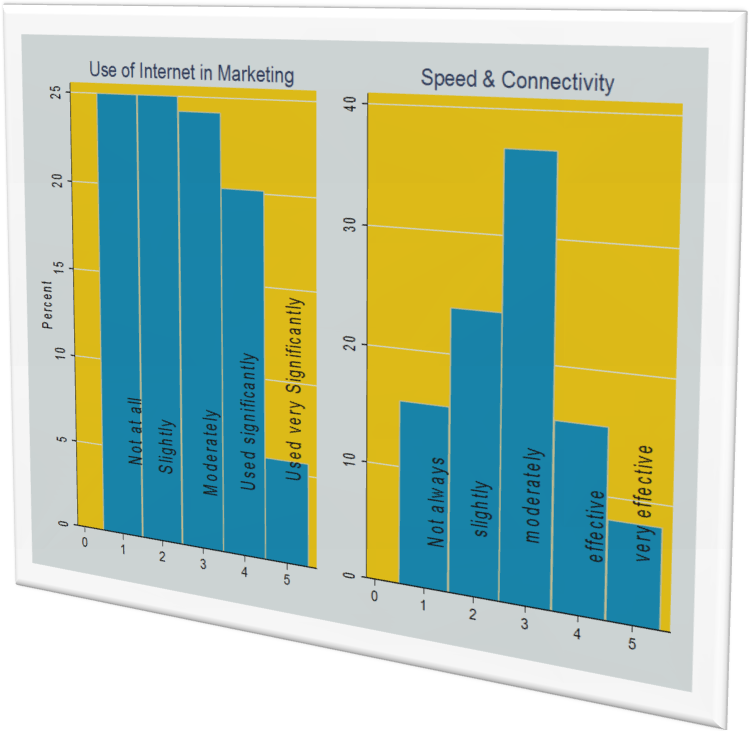 Use of Internet in Marketing
Percent
25
20
15
10
5
0
Not at all
Slightly
Moderately
Used significantly
Used very Significantly
0 1 2 3 4 5
Speed & Connectivity
40
30
20
10
0
Not always
slightly
moderately
effective
very effective
0 1 2 3 4 5